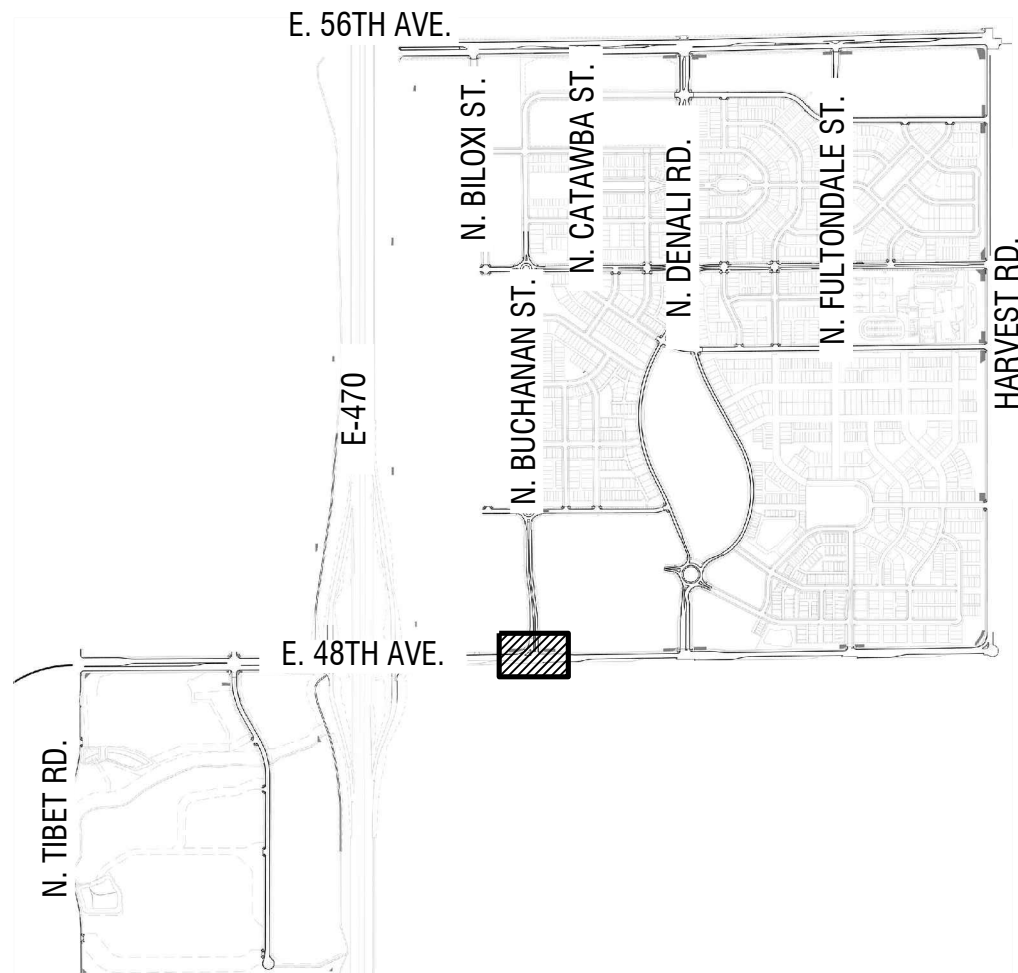 E. 56TH AVE.
N. BILOXI ST.
N. CATAWBA ST.
N. DENALI RD.
N. FULTONDALE ST.
HARVEST RD.
N. BUCHANAN ST.
E-470
E. 48TH AVE.
N. TIBET RD.